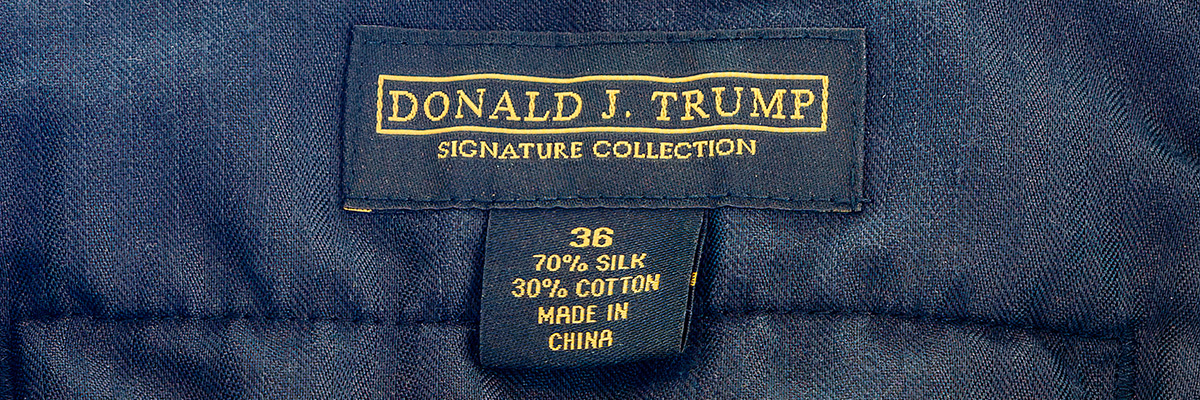 DONALD J. TRUMP
SIGNATURE COLLECTION
36
70% SILK
30% COTTON
MADE IN
CHINA